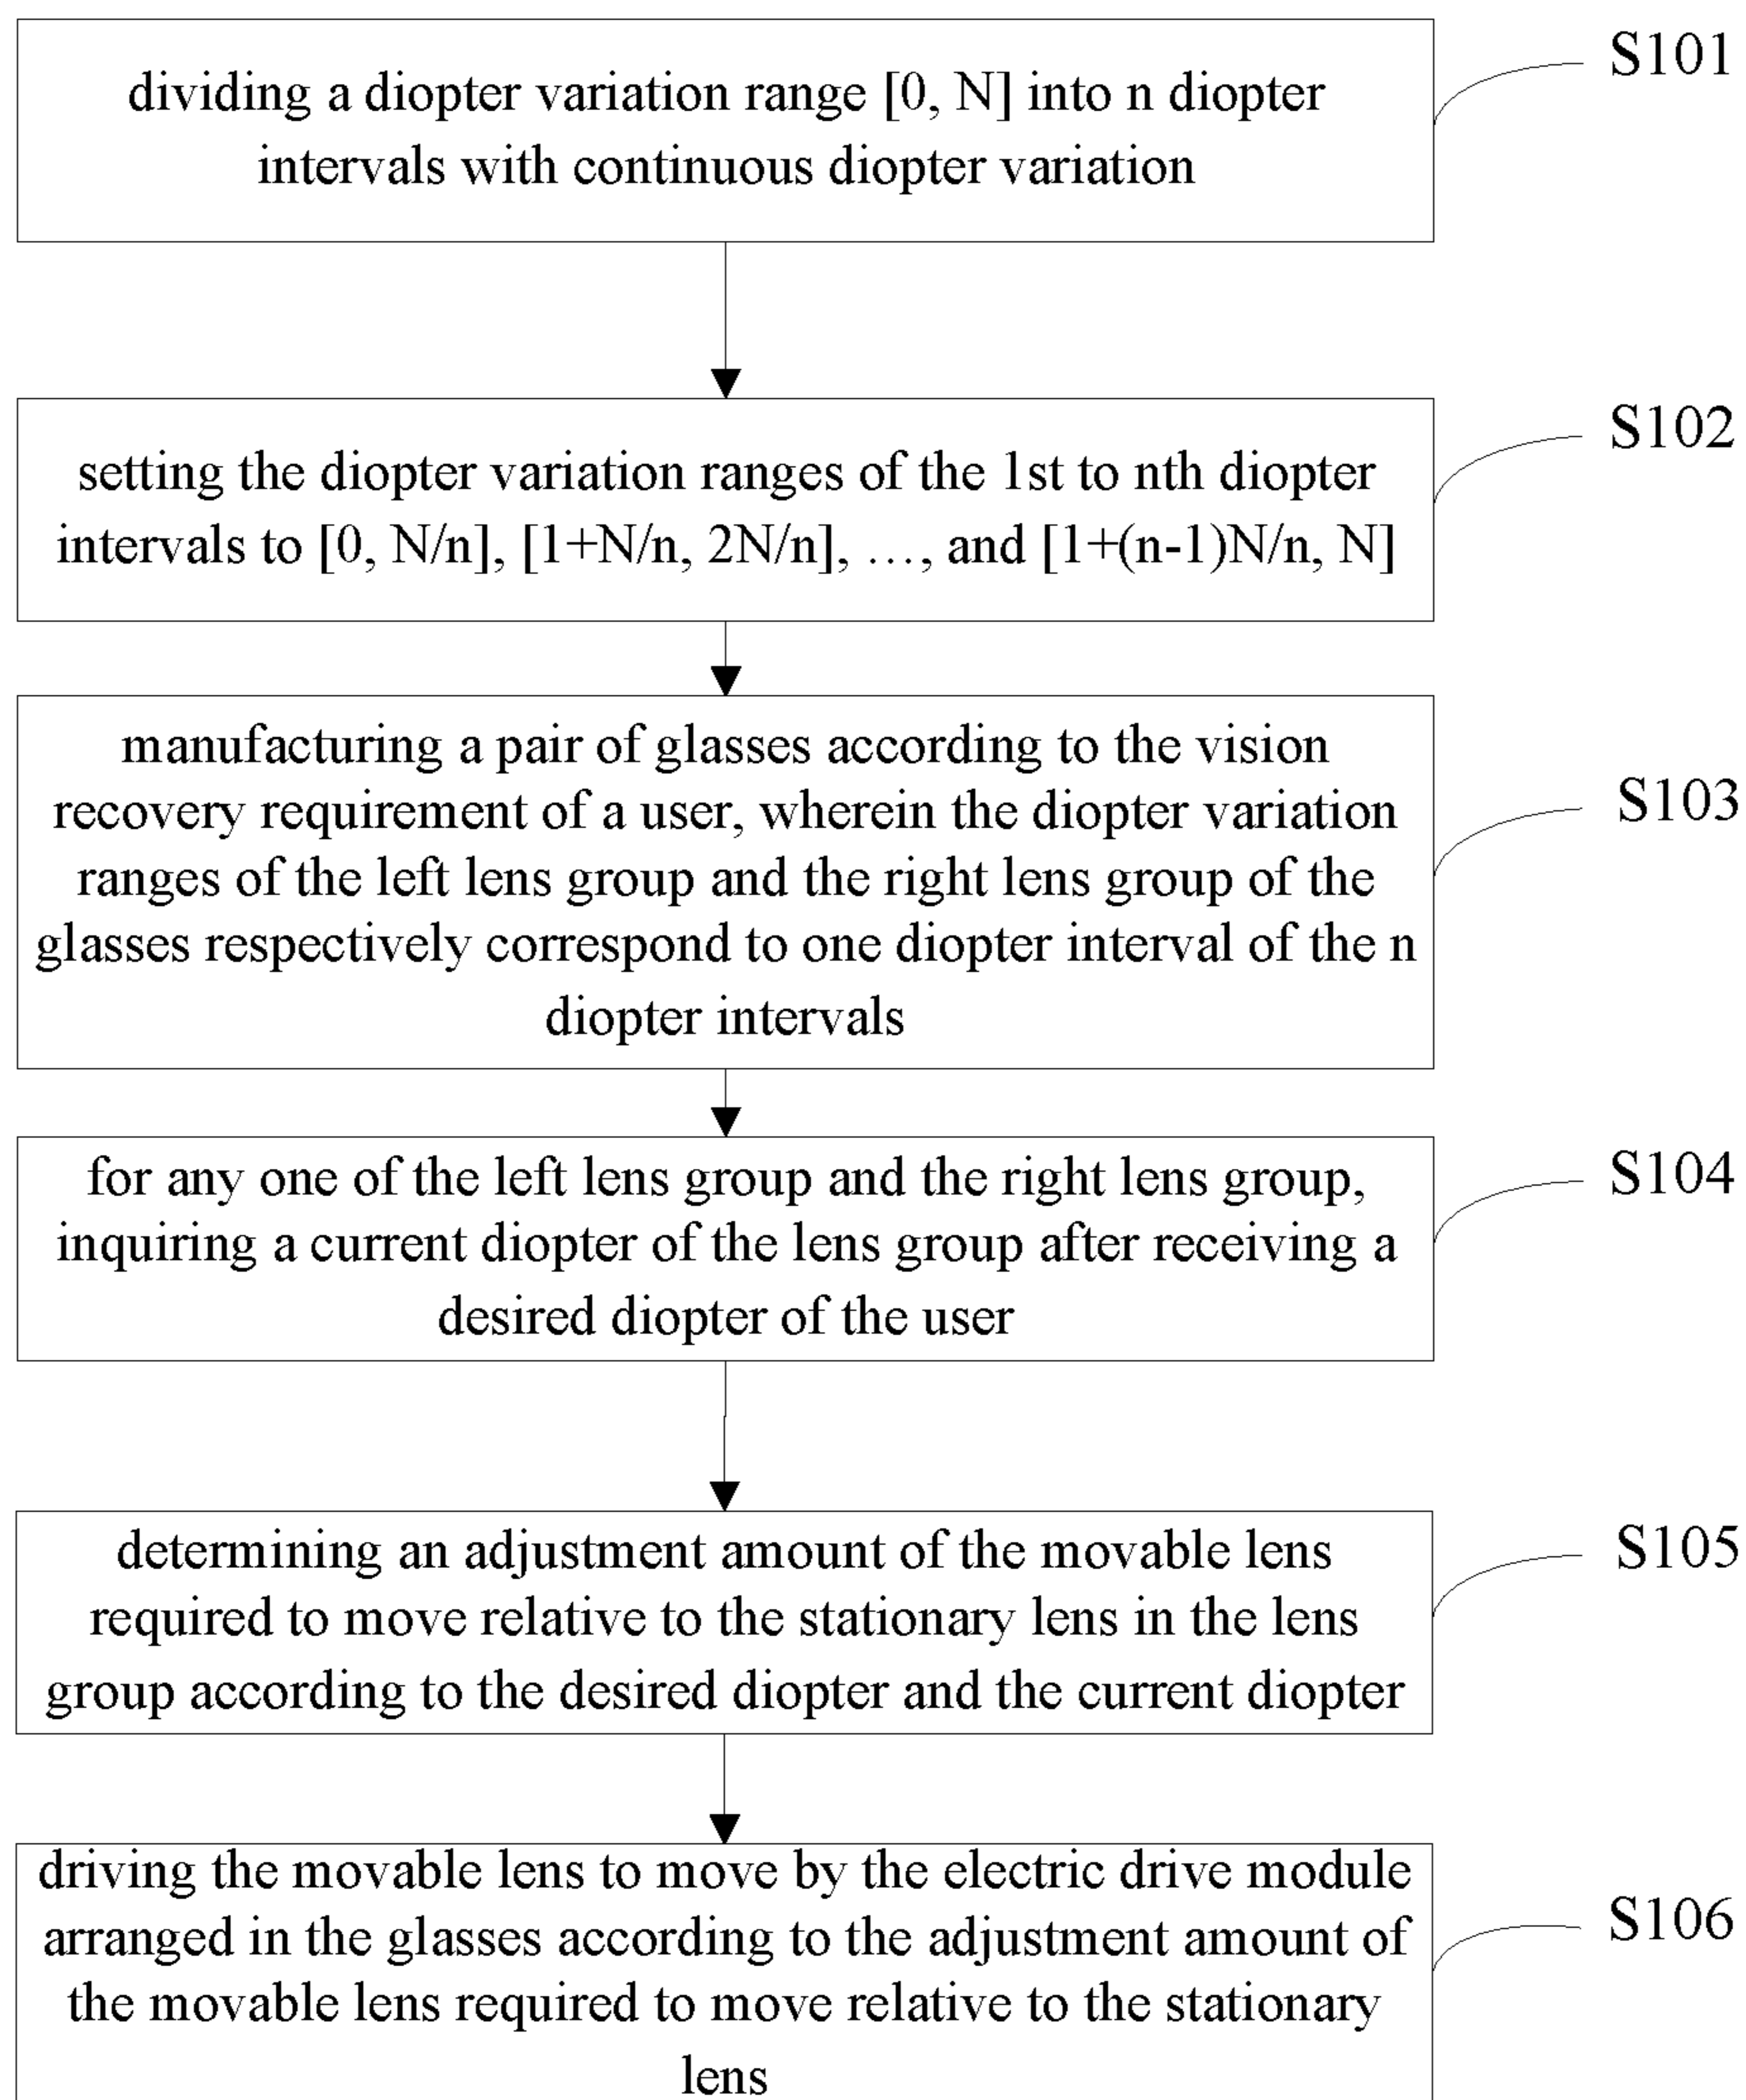 S101
dividing a diopter variation range [0, N] into n diopter
intervals with continuous diopter variation
S102
setting the diopter variation ranges of the 1st to nth diopter
intervals to [0, N/n], [1+N/n, 2N/n], …, and [1+(n-1)N/n, N]
S103
manufacturing a pair of glasses according to the vision
recovery requirement of a user, wherein the diopter variation
ranges of the left lens group and the right lens group of the
glasses respectively correspond to one diopter interval of the n
diopter intervals
S104
for any one of the left lens group and the right lens group,
inquiring a current diopter of the lens group after receiving a
desired diopter of the user
S105
determining an adjustment amount of the movable lens
required to move relative to the stationary lens in the lens
group according to the desired diopter and the current diopter
S106
driving the movable lens to move by the electric drive module
arranged in the glasses according to the adjustment amount of
the movable lens required to move relative to the stationary
lens